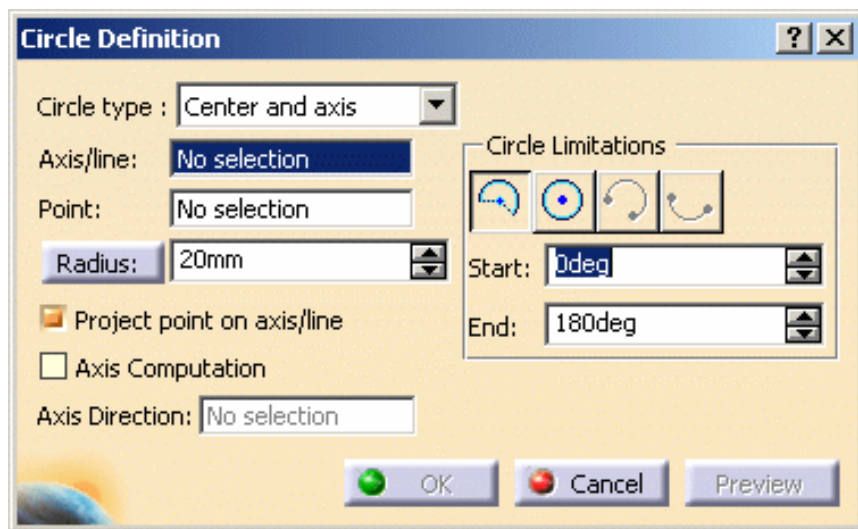 Circle Definition
?
Circle type : Center and axis
Axis/line: No selection
Point: No selection
Radius: 20mm
Project point on axis/line
Axis Computation
Axis Direction: No selection
Circle Limitations
Start: 0deg
End: 180deg
OK Cancel Preview